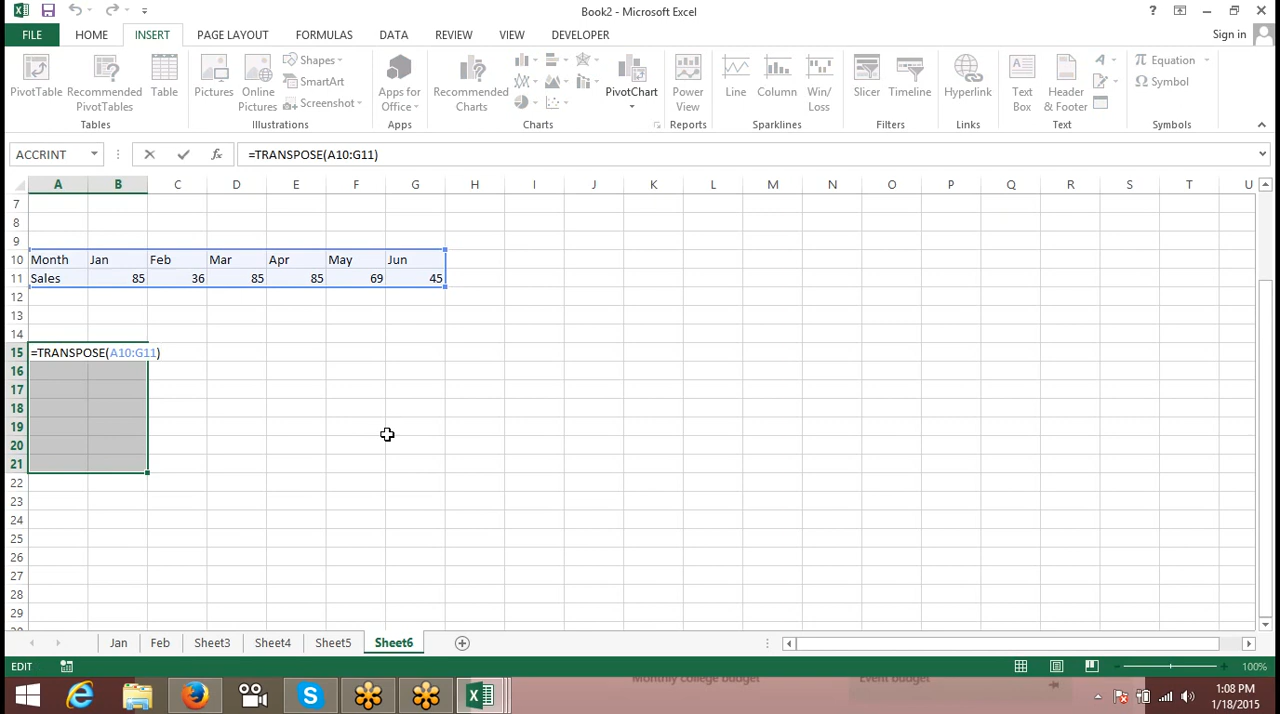 Book2 - Microsoft Excel
?
FILE HOME INSERT PAGE LAYOUT FORMULAS DATA REVIEW VIEW DEVELOPER Sign in
PivotTable Recommended PivotTables Table Pictures Online Pictures Shapes SmartArt Screenshot Apps for Office Recommended Charts PivotChart Power View Line Column Win/Loss Slicer Timeline Hyperlink Text Box Header & Footer Equation Symbol
Tables Illustrations Apps Charts Reports Sparklines Filters Links Text Symbols
ACCRINT fx =TRANSPOSE(A10:G11)
A B C D E F G H I J K L M N O P Q R S T U
7
8
9
10 Month Jan Feb Mar Apr May Jun
11 Sales 85 36 85 85 69 45
12
13
14
15 =TRANSPOSE(A10:G11)
16
17
18
19
20
21
22
23
24
25
26
27
28
29
Jan Feb Sheet3 Sheet4 Sheet5 Sheet6
EDIT 100%
Monthly college budget Event budget
1:08 PM
1/18/2015